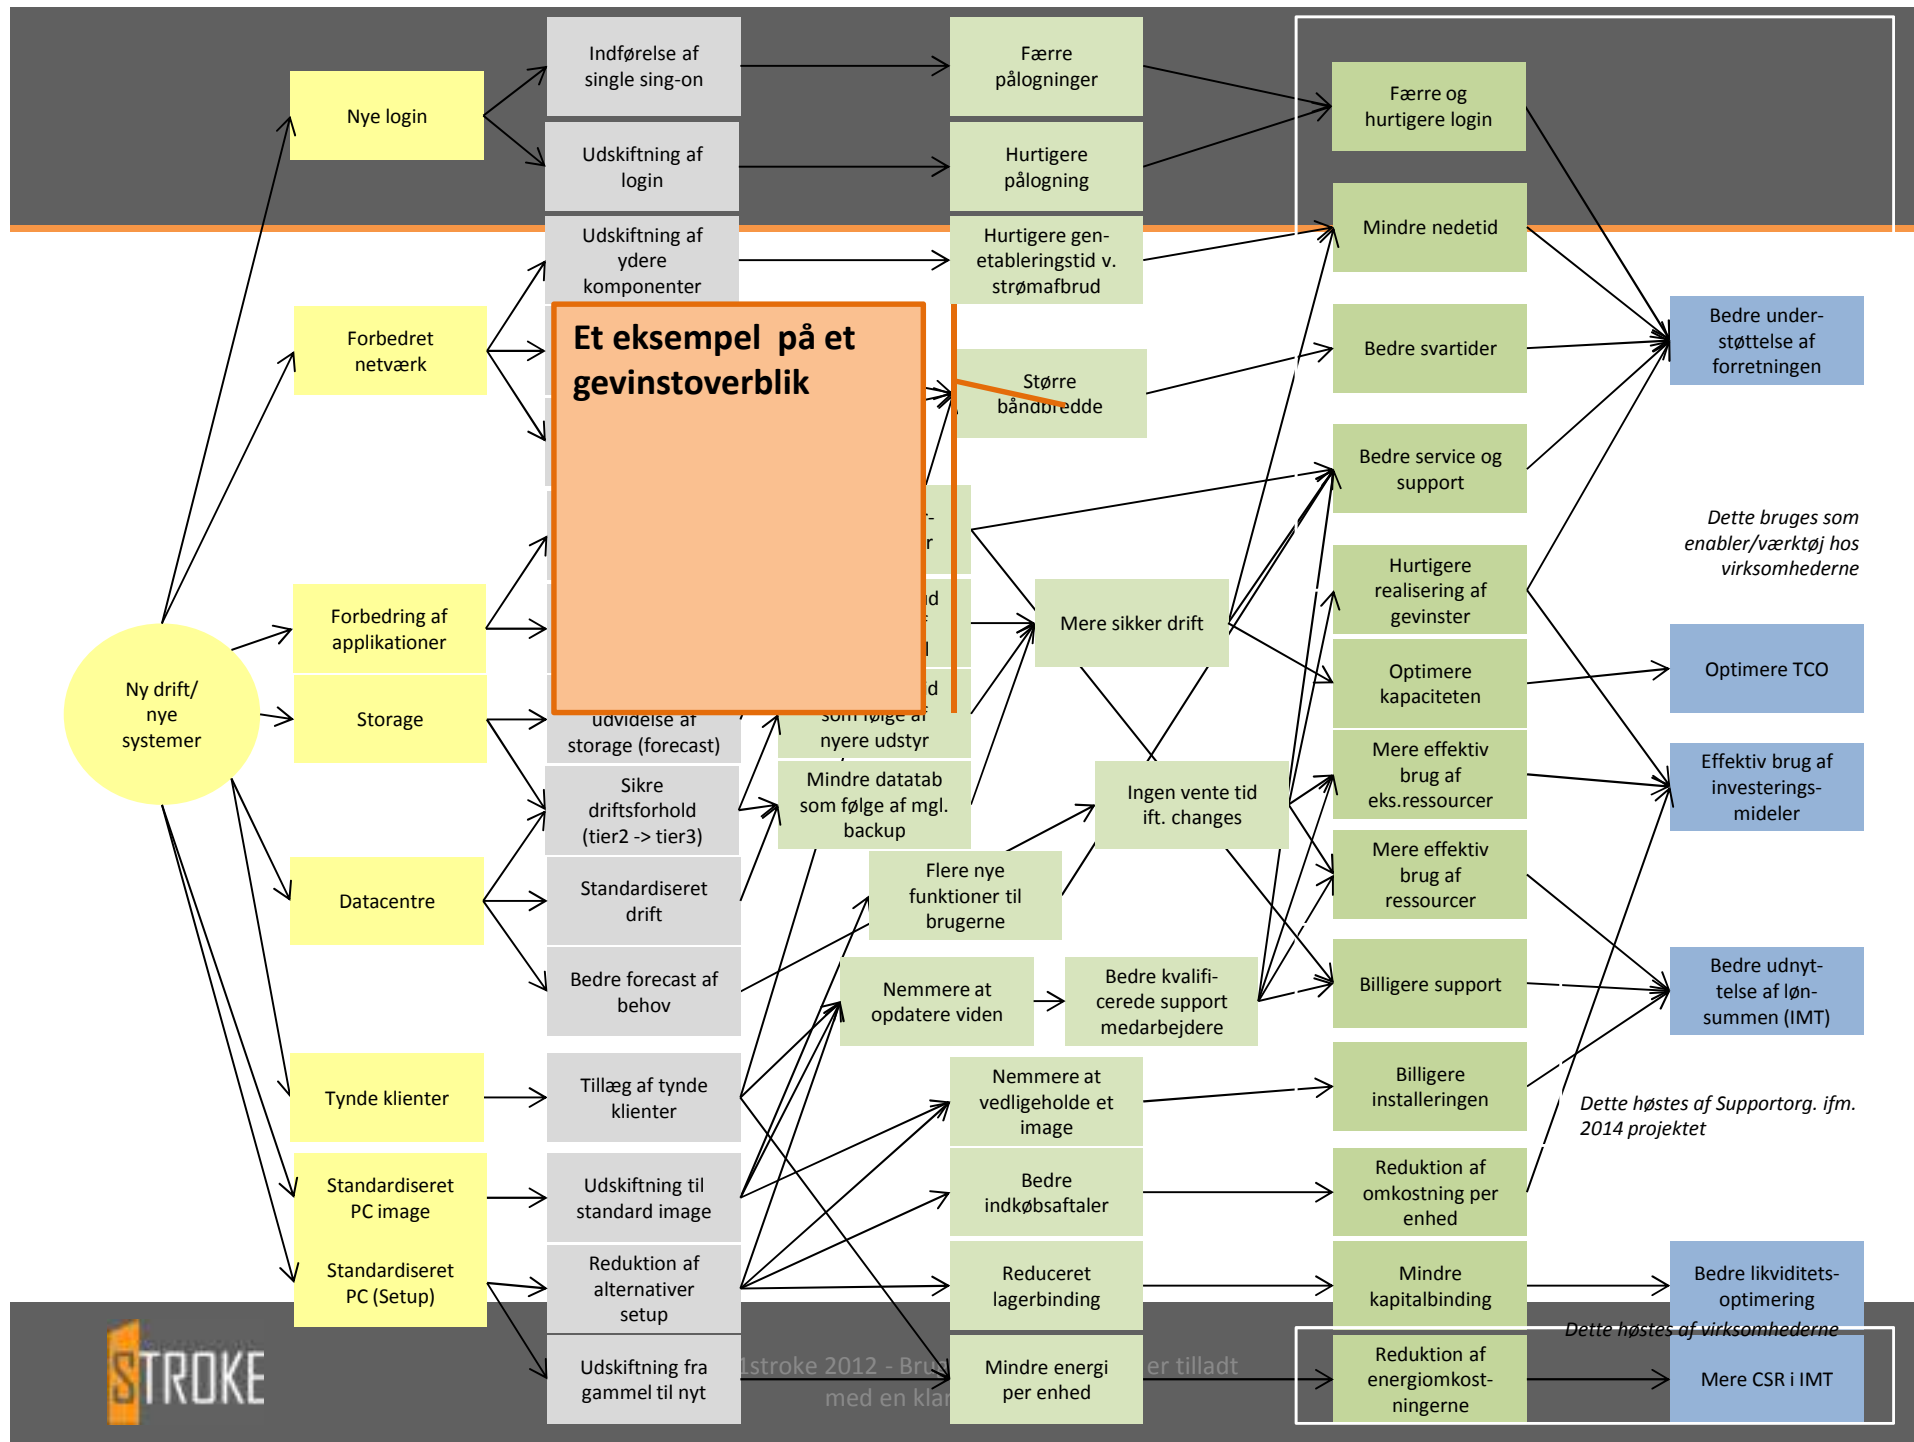 Indførelse af
single sing-on
Færre
pålogninger
Nye login
Færre og
hurtigere login
Udskiftning af
login
Hurtigere
pålogning
Udskiftning af
ydere
komponenter
Hurtigere gen-
etableringstid v.
strømafbrud
Mindre nedetid
Forbedret
netværk
Et eksempel på et
gevinstoverblik
Større
båndbredde
Bedre svartider
Bedre under-
støttelse af
forretningen
Bedre service og
support
Dette bruges som
enabler/værktøj hos
virksomhederne
Hurtigere
realisering af
gevinster
Forbedring af
applikationer
Mere sikker drift
Optimere
kapaciteten
Optimere TCO
Ny drift/
nye
systemer
Storage
udvidelse af
storage (forecast)
som følge af
nyere udstyr
Mere effektiv
brug af
eks.ressourcer
Effektiv brug af
investerings-
mideler
Sikre
driftsforhold
(tier2 -> tier3)
Mindre datatab
som følge af mgl.
backup
Ingen vente tid
ift. changes
Mere effektiv
brug af
ressourcer
Datacentre
Standardiseret
drift
Flere nye
funktioner til
brugerne
Bedre forecast af
behov
Nemmere at
opdatere viden
Bedre kvalifi-
cerede support
medarbejdere
Billigere support
Bedre udnyt-
telse af løn-
summen (IMT)
Tynde klienter
Tillæg af tynde
klienter
Nemmere at
vedligeholde et
image
Billigere
installeringen
Dette høstes af Supportorg. ifm.
2014 projektet
Standardiseret
PC image
Udskiftning til
standard image
Bedre
indkøbsaftaler
Reduktion af
omkostning per
enhed
Standardiseret
PC (Setup)
Reduktion af
alternativer
setup
Reduceret
lagerbinding
Mindre
kapitalbinding
Bedre likviditets-
optimering
Dette høstes af virksomhederne
STROKE
Udskiftning fra
gammel til nyt
1stroke 2012 - er tilladt
med en
Mindre energi
per enhed
Reduktion af
energiomkost-
ningerne
Mere CSR i IMT